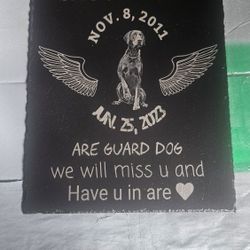 NOV. 8, 2011
JUN. 25, 2023
ARE GUARD DOG
we will miss u and
Have u in are